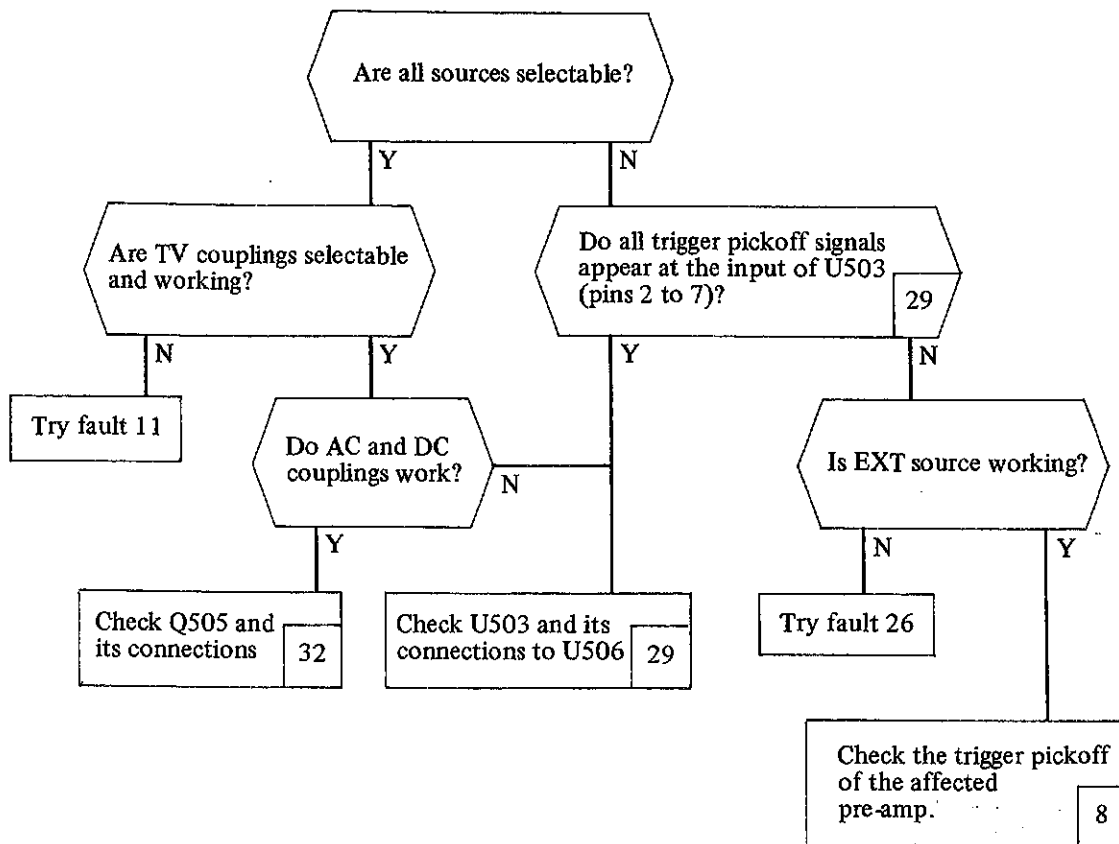 Are all sources selectable?
Y
N
Are TV couplings selectable
and working?
Do all trigger pickoff signals
appear at the input of U503
(pins 2 to 7)?
29
N
Y
Y
N
Try fault 11
Do AC and DC
couplings work?
N
Is EXT source working?
Y
N
Y
Check Q505 and
its connections
32
Check U503 and its
connections to U506
29
Try fault 26
Check the trigger pickoff
of the affected
pre-amp.
8